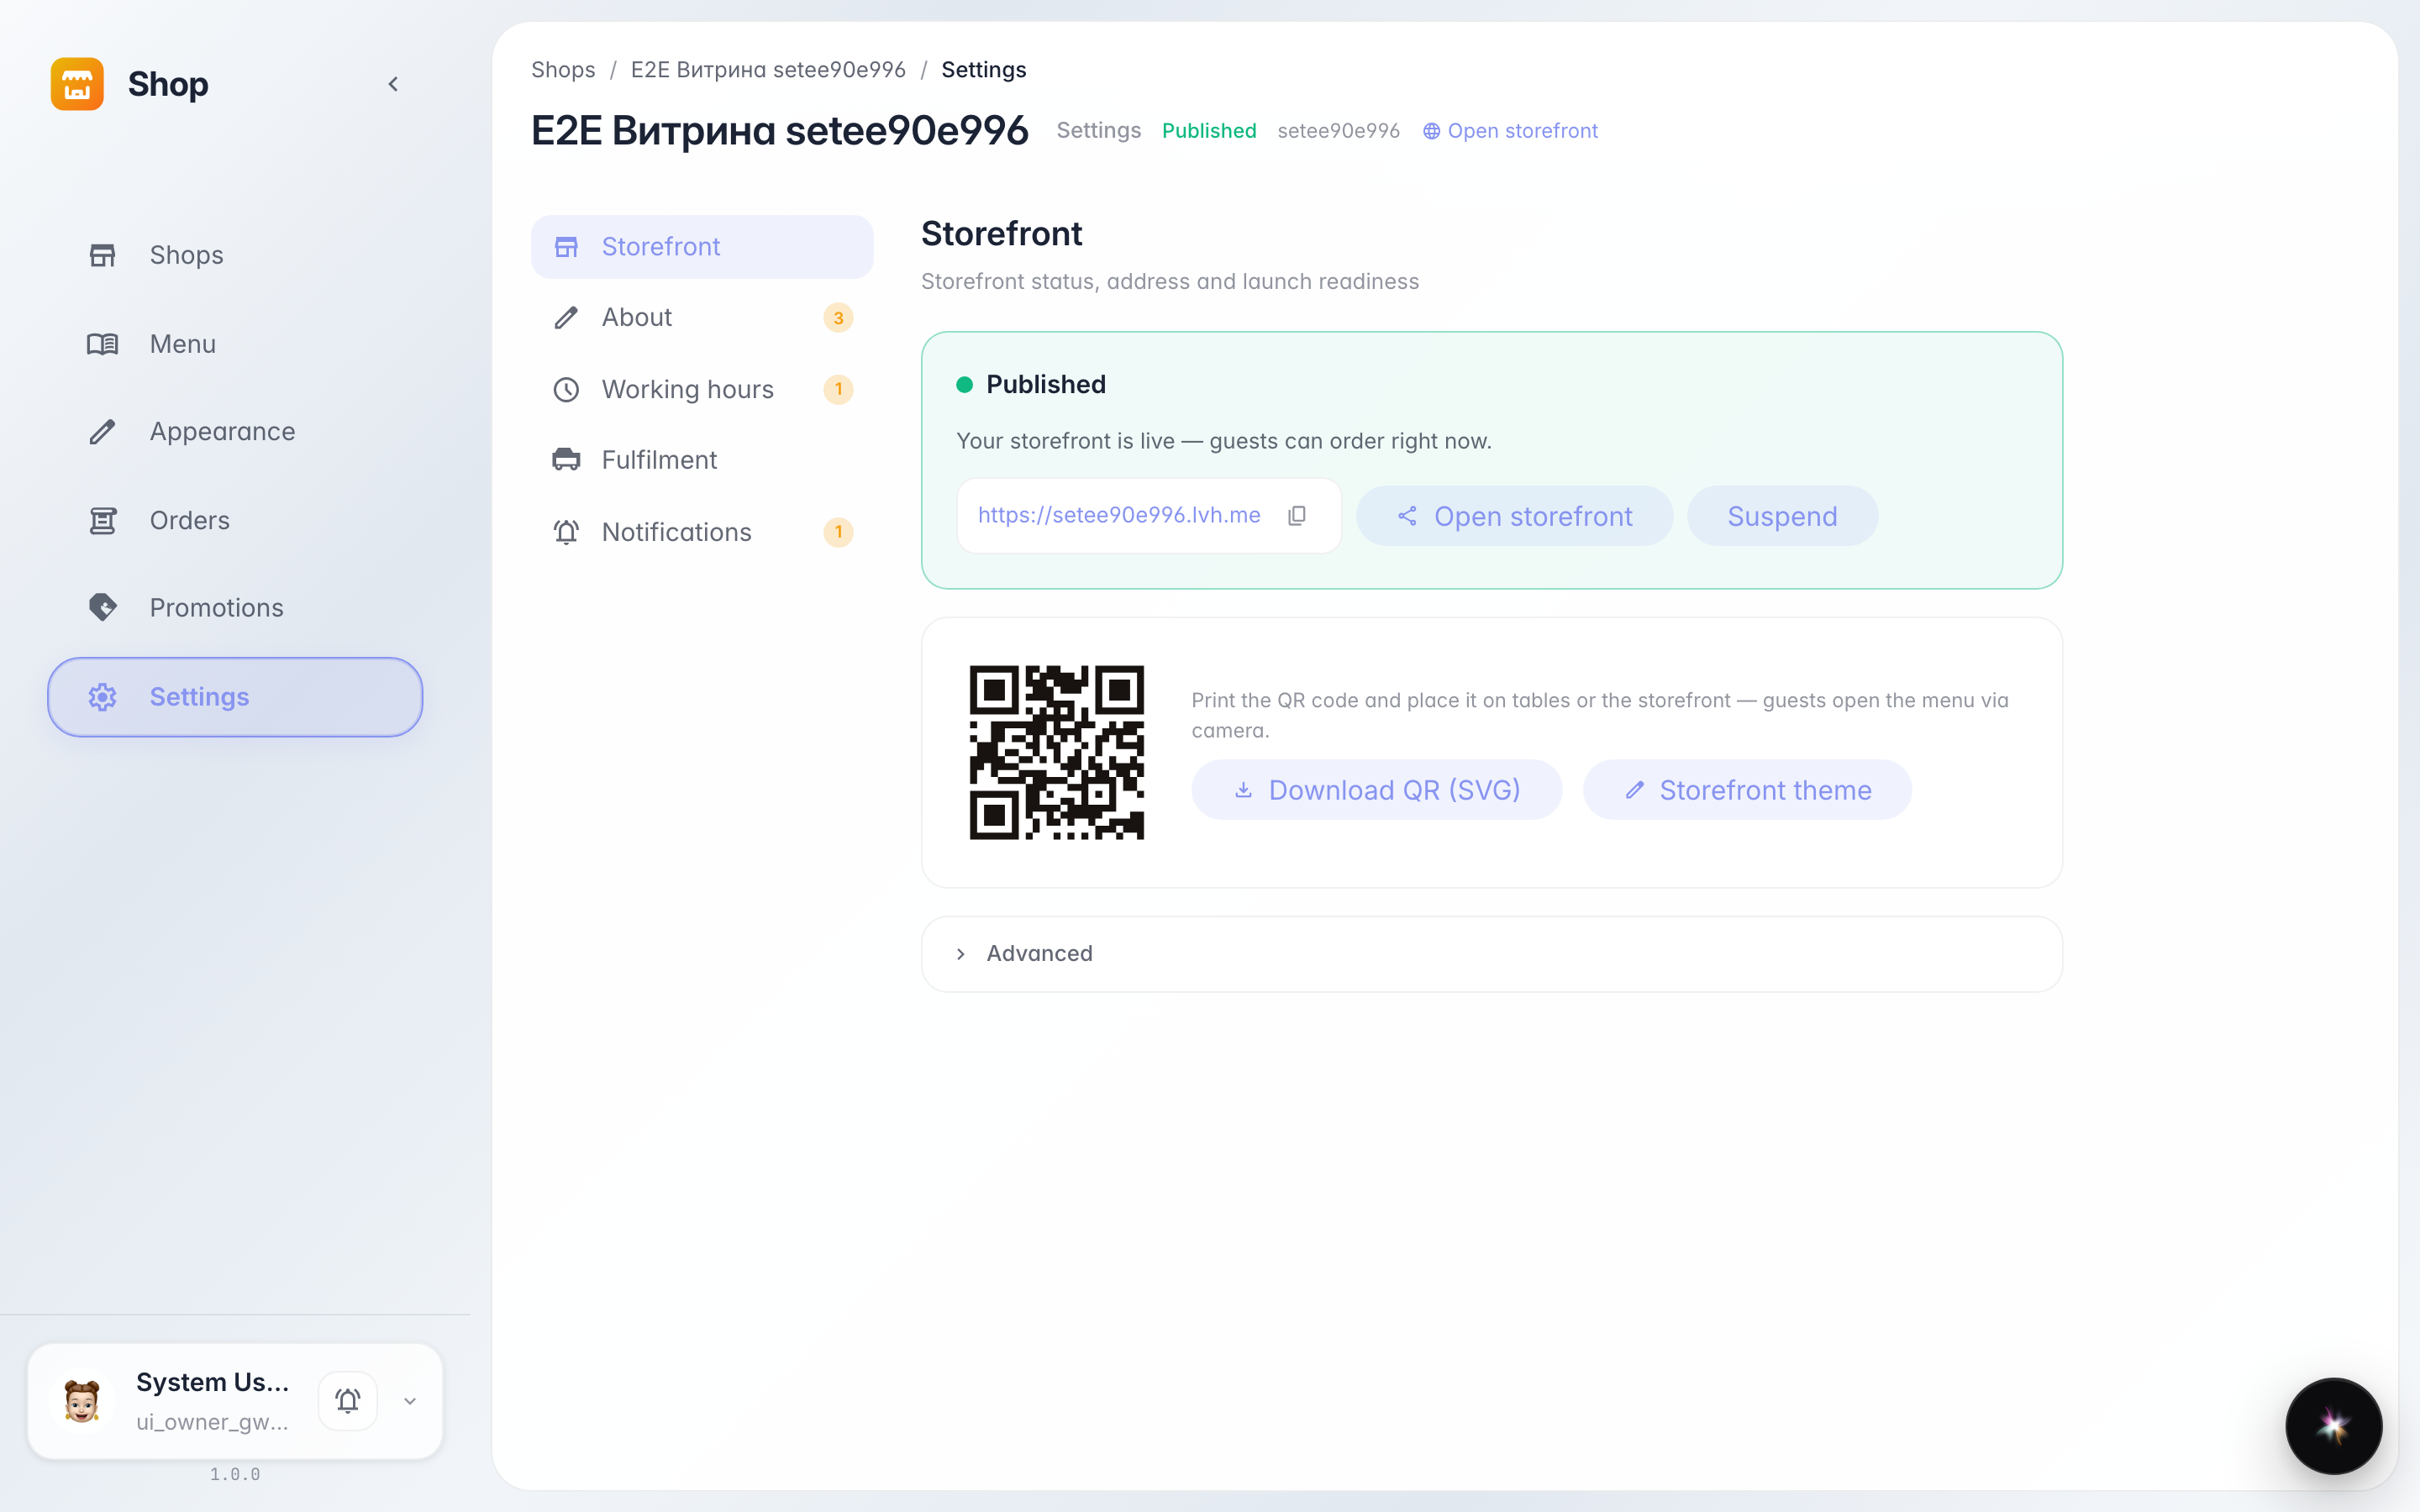 Shop
Shops
Menu
Appearance
Orders
Promotions
Settings
System Us...
ui_owner_gw...
1.0.0
Shops / E2E Витрина setee90e996 / Settings
E2E Витрина setee90e996 Settings Published setee90e996 Open storefront
Storefront
About 3
Working hours 1
Fulfilment
Notifications 1
Storefront
Storefront status, address and launch readiness
Published
Your storefront is live — guests can order right now.
https://setee90e996.lvh.me Open storefront Suspend
Print the QR code and place it on tables or the storefront — guests open the menu via
camera.
Download QR (SVG) Storefront theme
Advanced